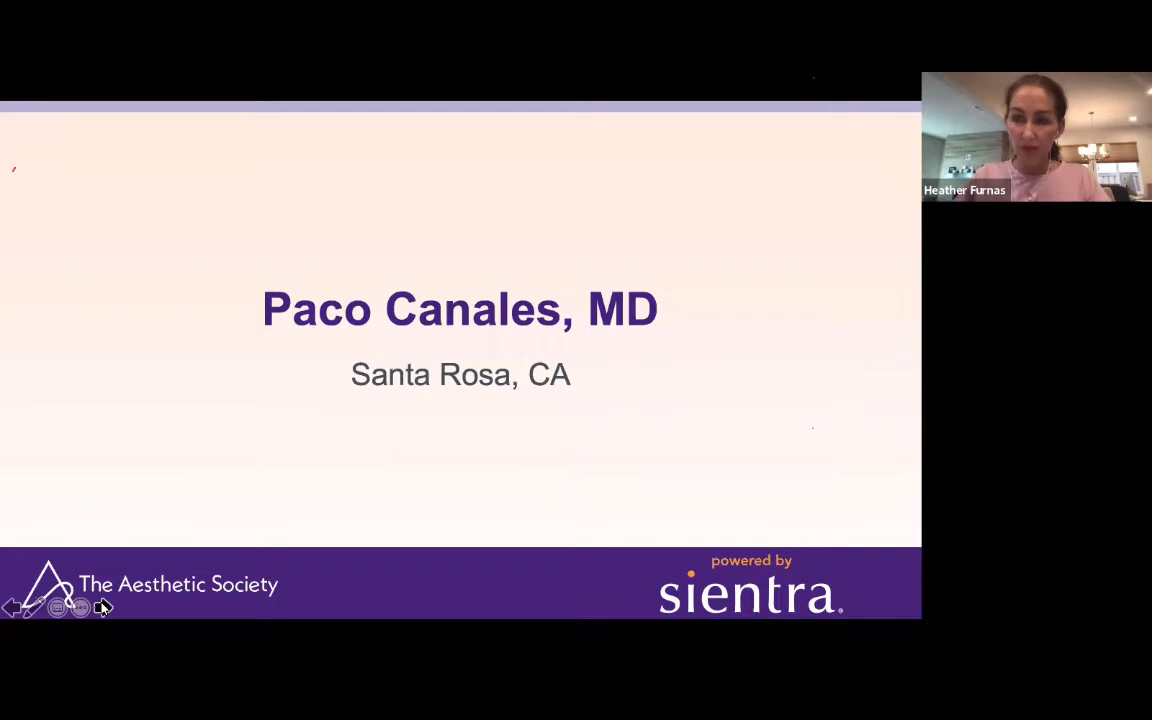 Heather Furnas
Paco Canales, MD
Santa Rosa, CA
The Aesthetic Society
powered by
sientra